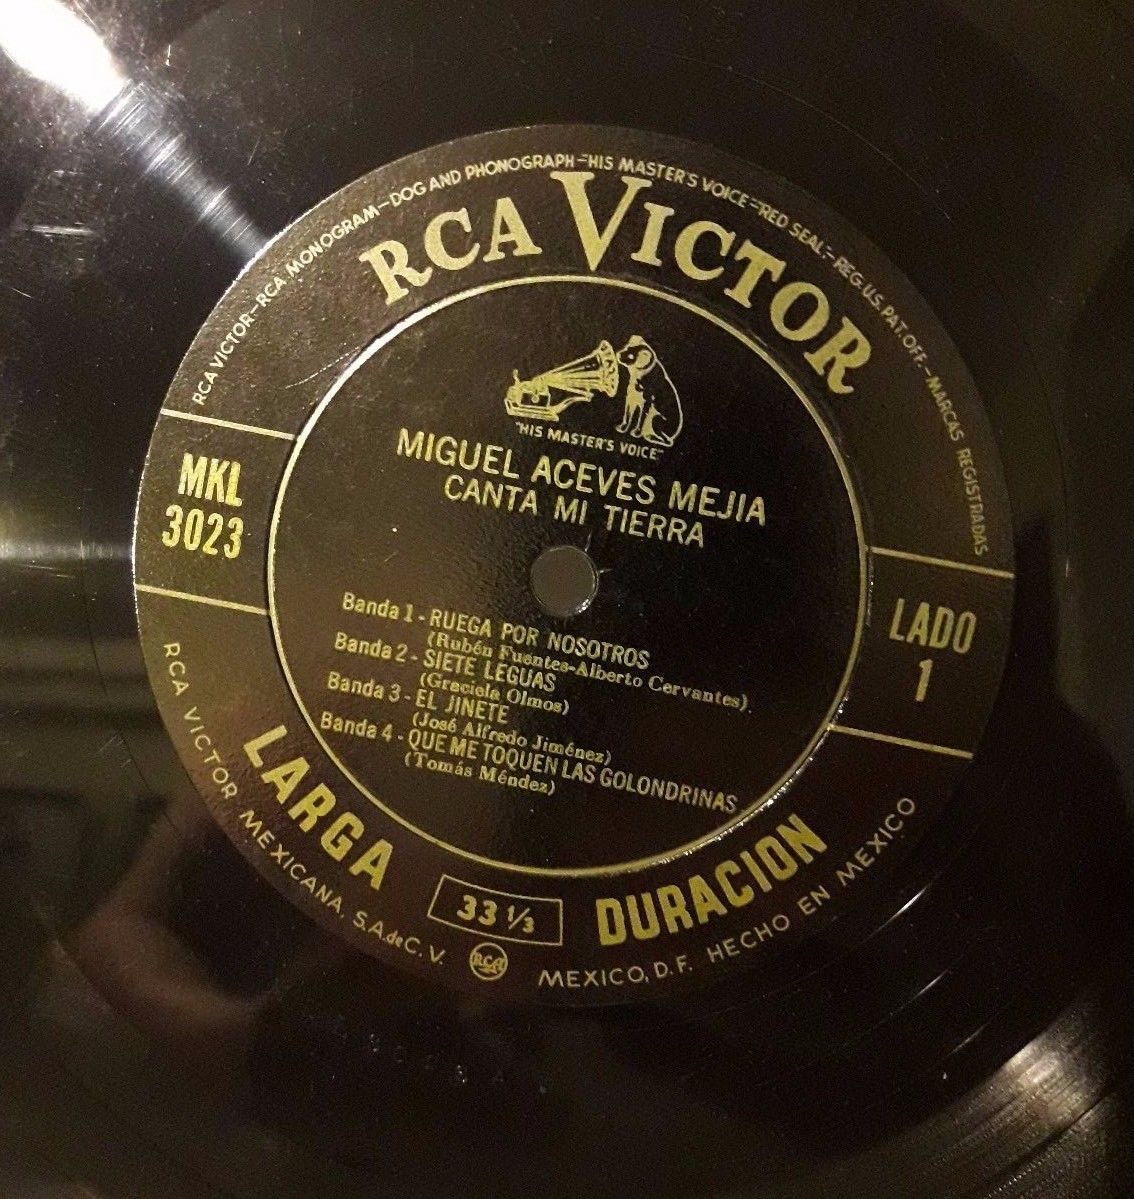 RCA VICTOR-RCA MONOGRAM-DOG AND PHONOGRAPH-"HIS MASTER'S VOICE"-"RED SEAL"-REG.U.S.PAT.OFF.-MARCAS REGISTRADAS
RCA VICTOR
"HIS MASTER'S VOICE"
MIGUEL ACEVES MEJIA
CANTA MI TIERRA
MKL
3023
LADO
1
Banda 1 - RUEGA POR NOSOTROS
(Rubén Fuentes-Alberto Cervantes)
Banda 2 - SIETE LEGUAS
(Graciela Olmos)
Banda 3 - EL JINETE
(José Alfredo Jiménez)
Banda 4 - QUE ME TOQUEN LAS GOLONDRINAS
(Tomás Méndez)
LARGA DURACION
33 1/3
RCA VICTOR MEXICANA, S.A. de C.V. RCA MEXICO, D.F. HECHO EN MEXICO